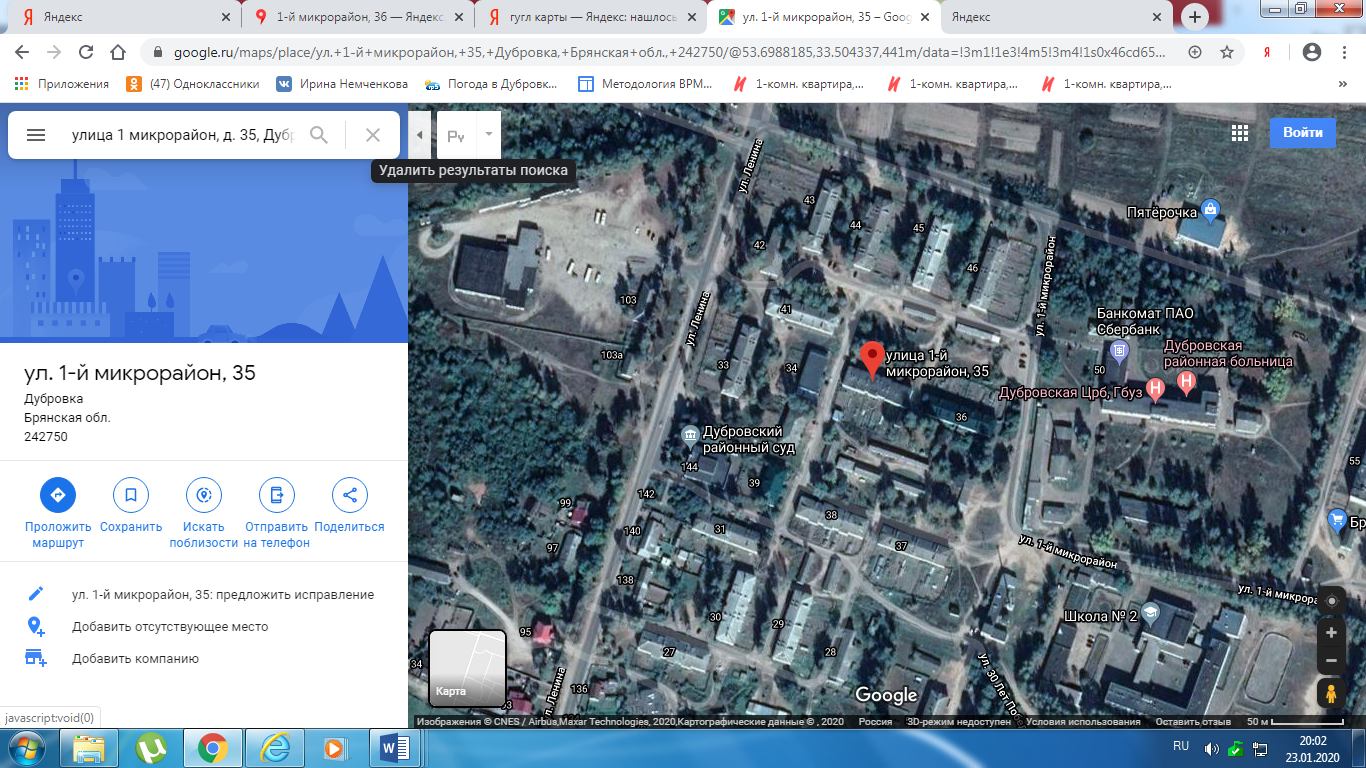 Яндекс
1-й микрорайон, 36 — Яндекс
гугл карты — Яндекс: нашлось
ул. 1-й микрорайон, 35 – Goog
Яндекс
google.ru/maps/place/ул.+1-й+микрорайон,+35,+Дубровка,+Брянская+обл.,+242750/@53.6988185,33.504337,441m/data=!3m1!1e3!4m5!3m4!1s0x46cd65...
Приложения
(47) Одноклассники
Ирина Немченкова
Погода в Дубровк...
Методология ВРМ...
1-комн. квартира,...
1-комн. квартира,...
1-комн. квартира,...
улица 1 микрорайон, д. 35, Дубр
Удалить результаты поиска
Войти
ул. 1-й микрорайон, 35
Дубровка
Брянская обл.
242750
Проложить маршрут
Сохранить
Искать поблизости
Отправить на телефон
Поделиться
ул. 1-й микрорайон, 35: предложить исправление
Добавить отсутствующее место
Добавить компанию
javascript:void(0)
ул. Ленина
43
44
45
42
46
Пятёрочка
ул. 1-й микрорайон
103
ул. Ленина
41
Банкомат ПАО
Сбербанк
103а
33
34
улица 1-й
микрорайон, 35
50
Дубровская
районная больница
Дубровская Црб, Гбуз
36
Дубровский
районный суд
144
39
55
142
99
38
140
31
37
Бр
97
ул. 1-й микрорайон
138
ул. 1-й микрора
30
29
Школа № 2
95
27
28
34
136
ул. Ленина
ул. 30 Лет По
Карта
Google
Изображения © CNES / Airbus,Maxar Technologies, 2020,Картографические данные © , 2020
Россия
3D-режим недоступен
Условия использования
Оставить отзыв
50 м
RU
20:02
23.01.2020